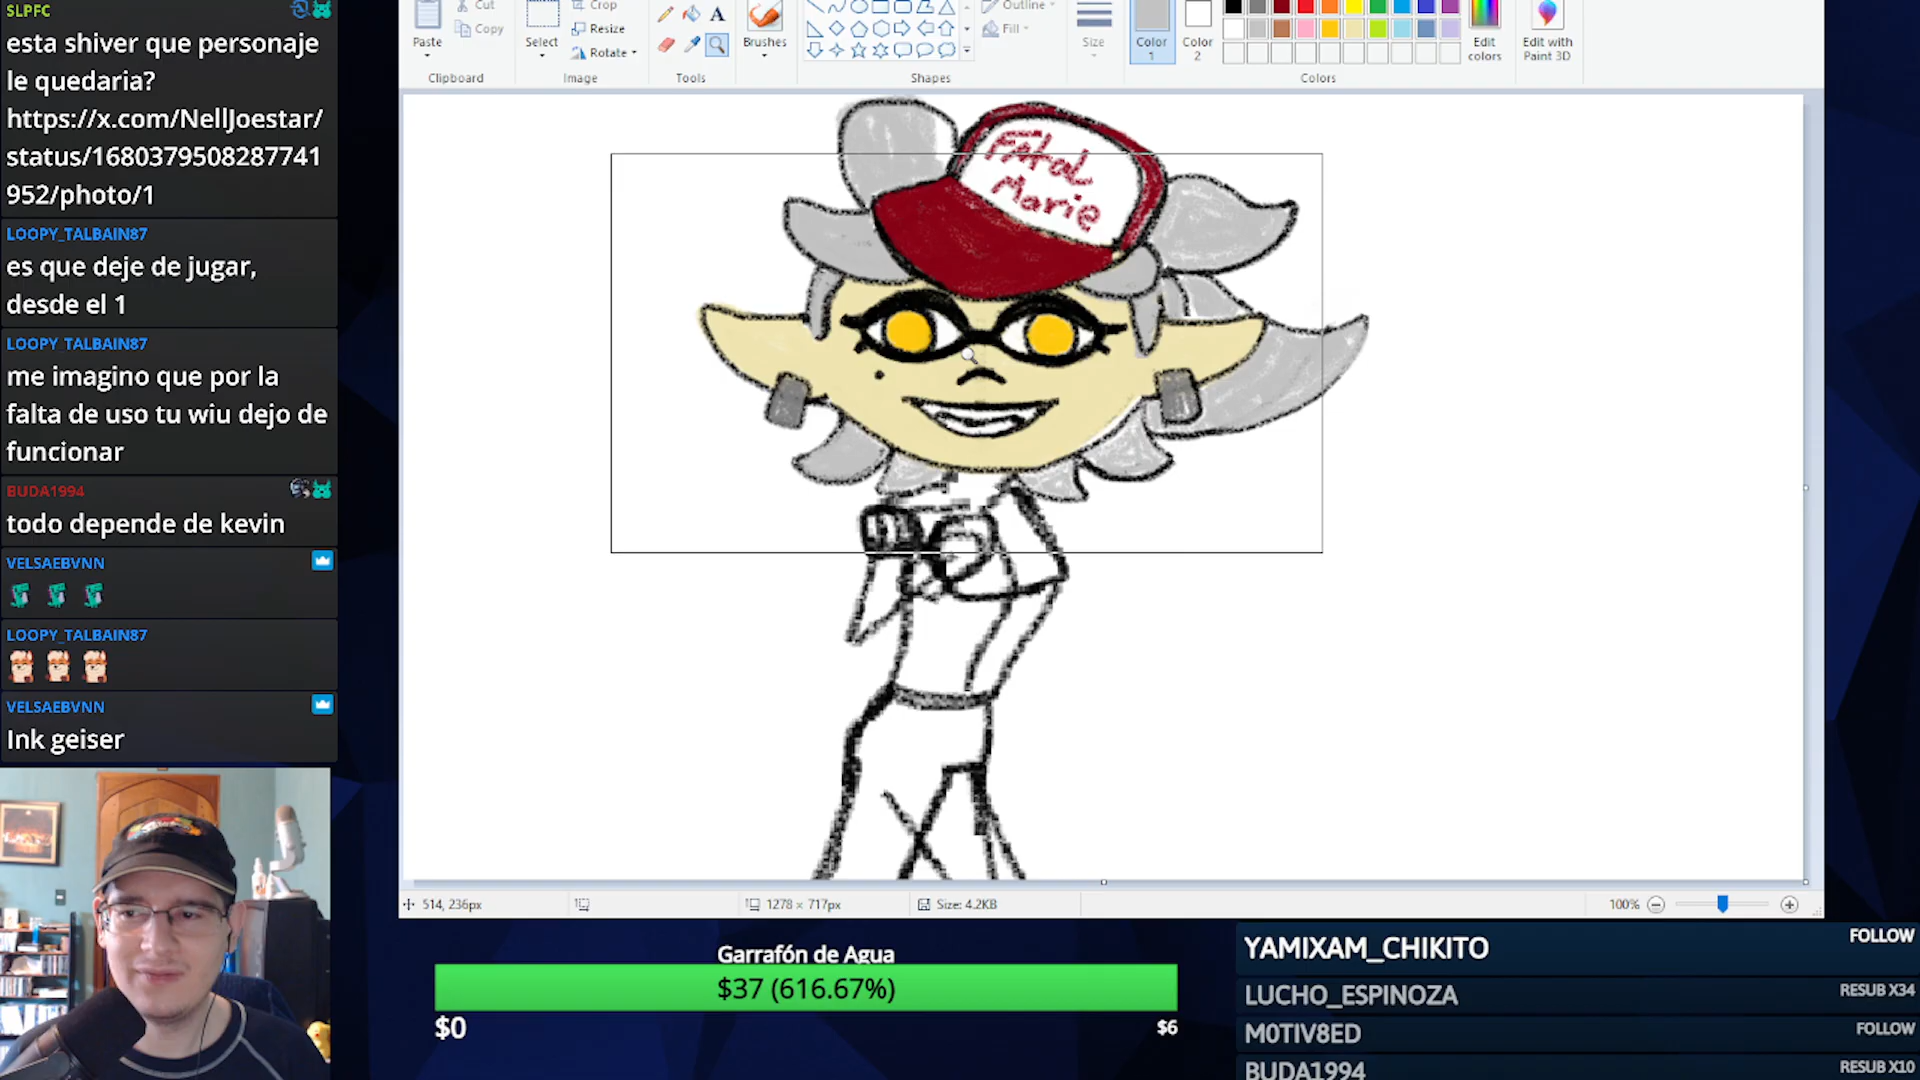 SLPFC
esta shiver que personaje
le quedaria?
https://x.com/NellJoestar/
status/1680379508287741
952/photo/1
LOOPY_TALBAIN87
es que deje de jugar,
desde el 1
LOOPY_TALBAIN87
me imagino que por la
falta de uso tu wiu dejo de
funcionar
BUDA1994
todo depende de kevin
VELSAEBVNN
LOOPY_TALBAIN87
VELSAEBVNN
Ink geiser
Cut
Copy
Paste
Clipboard
Crop
Resize
Rotate
Select
Image
A
Tools
Brushes
Outline
Fill
Shapes
Size
Color
1
Color
2
Edit
colors
Edit with
Paint 3D
Colors
FAtal
Marie
514, 236px
1278 × 717px
Size: 4.2KB
100%
Garrafón de Agua
$37 (616.67%)
$0
$6
YAMIXAM_CHIKITO FOLLOW
LUCHO_ESPINOZA RESUB X34
M0TIV8ED FOLLOW
BUDA1994 RESUB X10